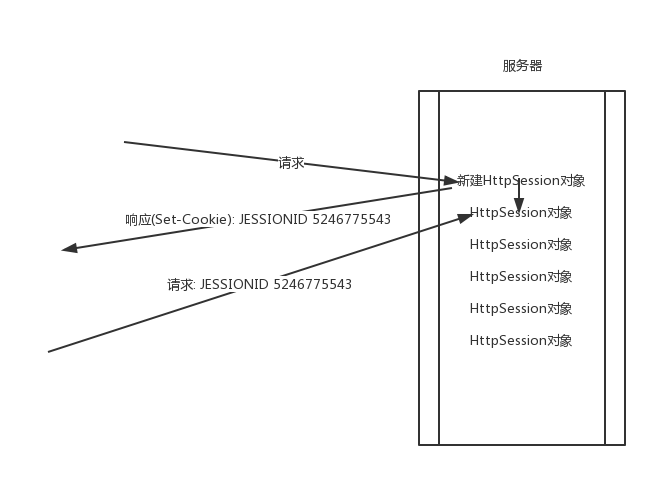 服务器
请求
新建HttpSession对象
响应(Set-Cookie): JESSIONID 5246775543
HttpSession对象
HttpSession对象
请求: JESSIONID 5246775543
HttpSession对象
HttpSession对象
HttpSession对象